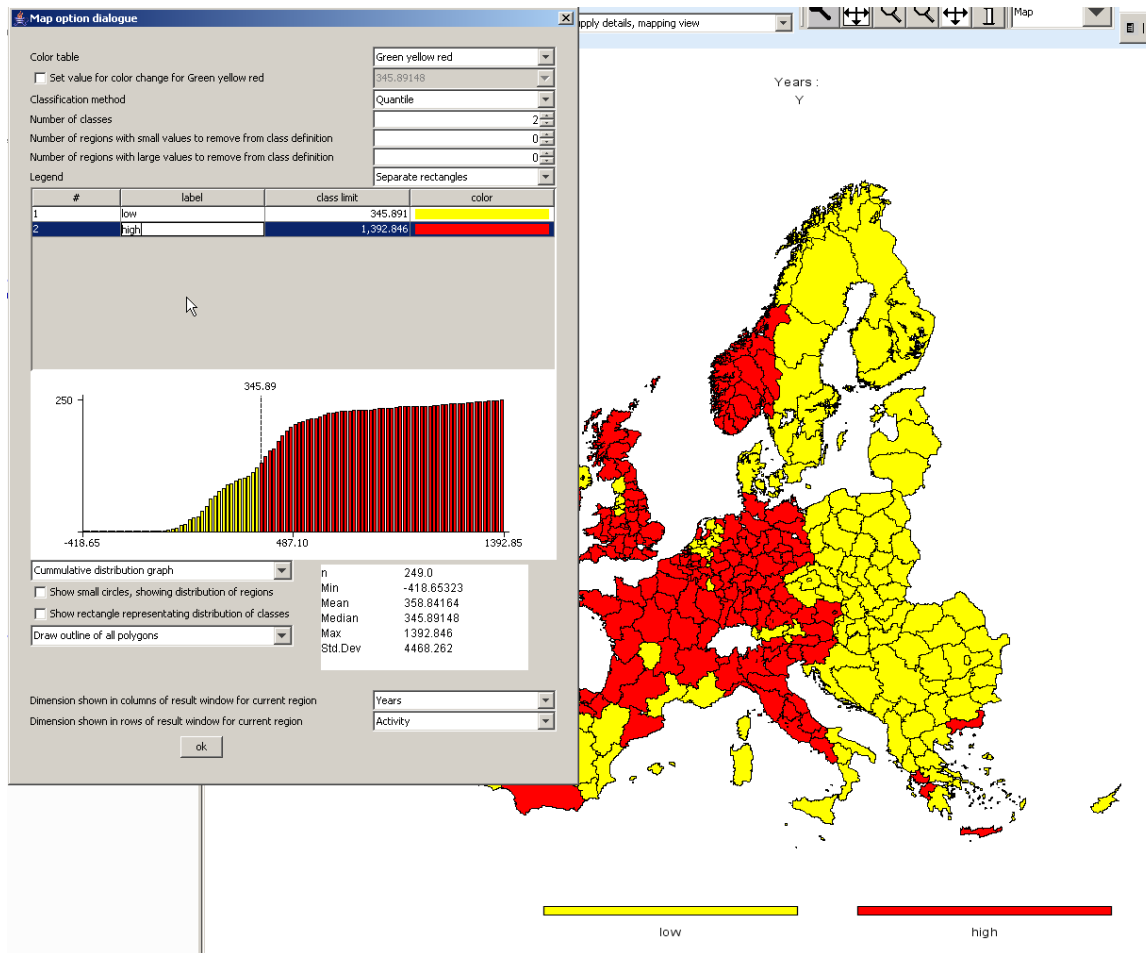 Map option dialogue
Color table Green yellow red
Set value for color change for Green yellow red 345.89148
Classification method Quantile
Number of classes 2
Number of regions with small values to remove from class definition 0
Number of regions with large values to remove from class definition 0
Legend Separate rectangles
# label class limit color
1 low 345.891
2 high 1,392.846
345.89
250
-418.65 487.10 1392.85
Cummulative distribution graph
Show small circles, showing distribution of regions
Show rectangle representating distribution of classes
Draw outline of all polygons
n 249.0
Min -418.65323
Mean 358.84164
Median 345.89148
Max 1392.846
Std.Dev 4468.262
Dimension shown in columns of result window for current region Years
Dimension shown in rows of result window for current region Activity
ok
details, mapping view
Map
Years :
Y
low high